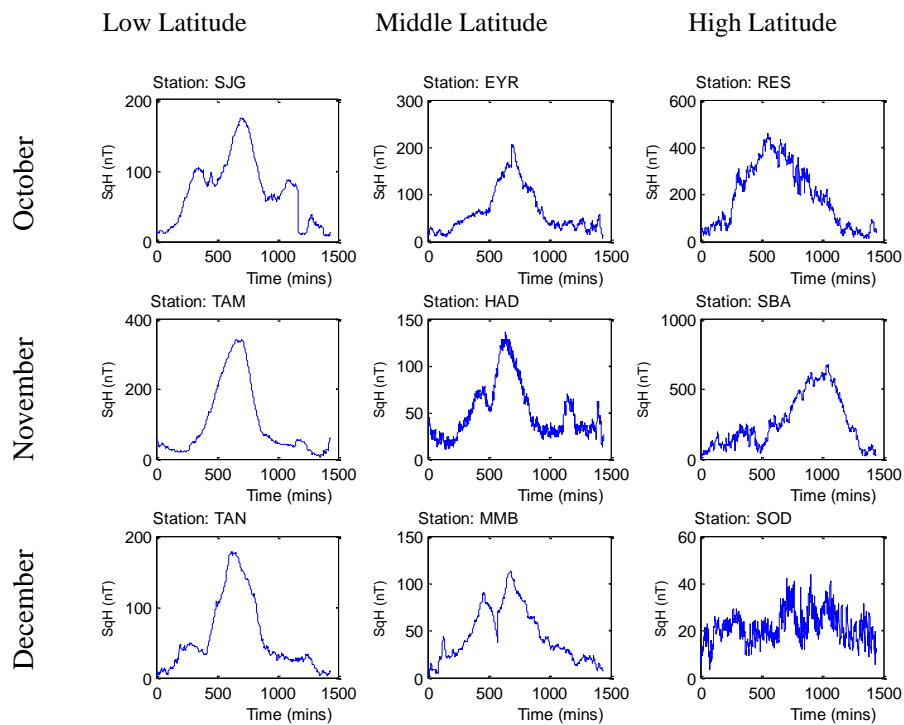 Low Latitude Middle Latitude High Latitude
October
Station: SJG
SqH (nT)
200
100
0
0 500 1000 1500
Time (mins)
Station: EYR
SqH (nT)
300
200
100
0
0 500 1000 1500
Time (mins)
Station: RES
SqH (nT)
600
400
200
0
0 500 1000 1500
Time (mins)
November
Station: TAM
SqH (nT)
400
200
0
0 500 1000 1500
Time (mins)
Station: HAD
SqH (nT)
150
100
50
0
0 500 1000 1500
Time (mins)
Station: SBA
SqH (nT)
1000
500
0
0 500 1000 1500
Time (mins)
December
Station: TAN
SqH (nT)
200
100
0
0 500 1000 1500
Time (mins)
Station: MMB
SqH (nT)
150
100
50
0
0 500 1000 1500
Time (mins)
Station: SOD
SqH (nT)
60
40
20
0
0 500 1000 1500
Time (mins)